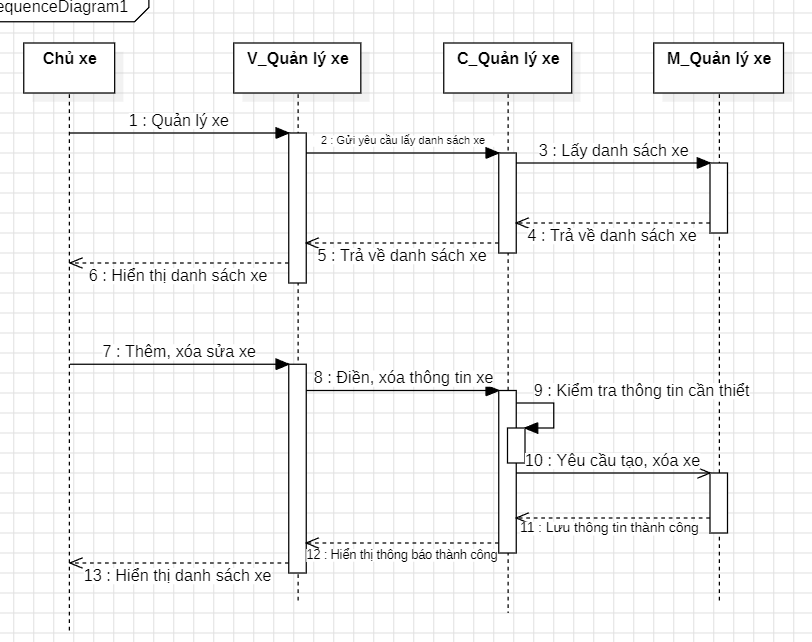 equenceDiagram1
Chủ xe
V_Quản lý xe
C_Quản lý xe
M_Quản lý xe
1 : Quản lý xe
2 : Gửi yêu cầu lấy danh sách xe
3 : Lấy danh sách xe
4 : Trả về danh sách xe
5 : Trả về danh sách xe
6 : Hiển thị danh sách xe
7 : Thêm, xóa sửa xe
8 : Điền, xóa thông tin xe
9 : Kiểm tra thông tin cần thiết
10 : Yêu cầu tạo, xóa xe
11 : Lưu thông tin thành công
12 : Hiển thị thông báo thành công
13 : Hiển thị danh sách xe